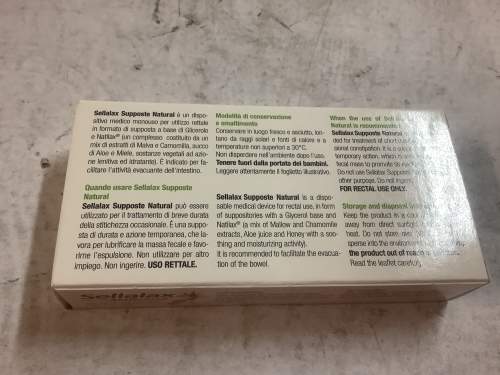 Sellalax Supposte Natural è un dispo-
sitivo medico monouso per utilizzo rettale
in formato di supposta a base di Glicerolo
e Natilax® (un complesso costituito da un
mix di estratti di Malva e Camomilla, succo
di Aloe e Miele, sostanze vegetali ad azio-
ne lenitiva ed idratante). È indicato per fa-
cilitare l'attività evacuante dell'intestino.
Quando usare Sellalax Supposte
Natural
Sellalax Supposte Natural può essere
utilizzato per il trattamento di breve durata
della stitichezza occasionale. È una suppo-
sta di durata e azione temporanea, che la-
vora per lubrificare la massa fecale e favo-
rirne l'espulsione. Non utilizzare per altro
impiego. Non ingerire. USO RETTALE.
Modalità di conservazione
e smaltimento
Conservare in luogo fresco e asciutto, lon-
tano da raggi solari e fonti di calore e a
temperature non superiori a 30°C.
Non disperdere nell'ambiente dopo l'uso.
Tenere fuori dalla portata dei bambini.
Leggere attentamente il foglietto illustrativo.
Sellalax Supposte Natural is a dispo-
sable medical device for rectal use, in form
of suppositories with a Glycerol base and
Natilax® (a mix of Mallow and Chamomile
extracts, Aloe juice and Honey with a soo-
thing and moisturizing activity).
It is recommended to facilitate the evacua-
tion of the bowel.
When the use of Sellalax
Natural is recommended
Sellalax Supposte Natural
ed for treatment of short
sional constipation. It is a
temporary action, which is
fecal mass to promote its
Do not use Sellalax Supposte
other purpose. Do not ingest
FOR RECTAL USE ONLY.
Storage and disposal
Keep the product in a cool
away from direct sunlight
heat. Do not store
sperse into the environment
the product out of reach
Read the leaflet carefully.
Sellalax